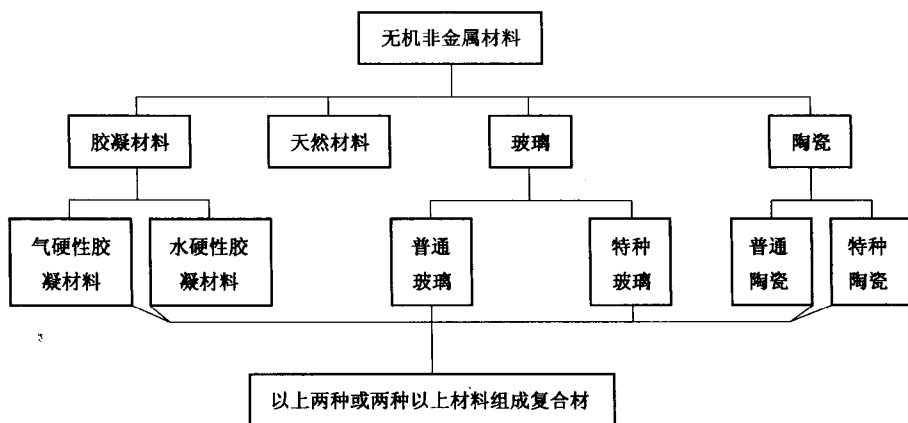 无机非金属材料
胶凝材料
天然材料
玻璃
陶瓷
气硬性胶
凝材料
水硬性胶
凝材料
普通
玻璃
特种
玻璃
普通
陶瓷
特种
陶瓷
以上两种或两种以上材料组成复合材